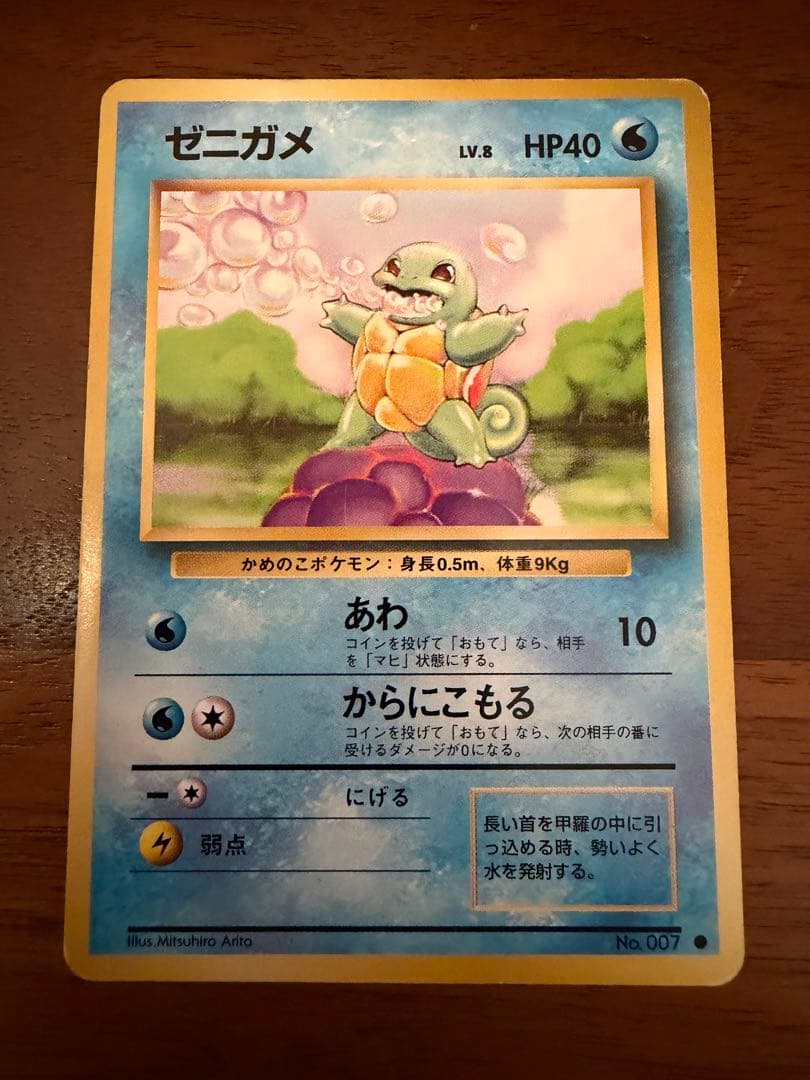 ゼニガメ LV.8 HP40
かめのこポケモン：身長0.5m、体重9Kg
あわ 10
コインを投げて「おもて」なら、相手
を「マヒ」状態にする。
からにこもる
コインを投げて「おもて」なら、次の相手の番に
受けるダメージが0になる。
にげる
弱点
長い首を甲羅の中に引
っ込める時、勢いよく
水を発射する。
Illus.Mitsuhiro Arita No. 007